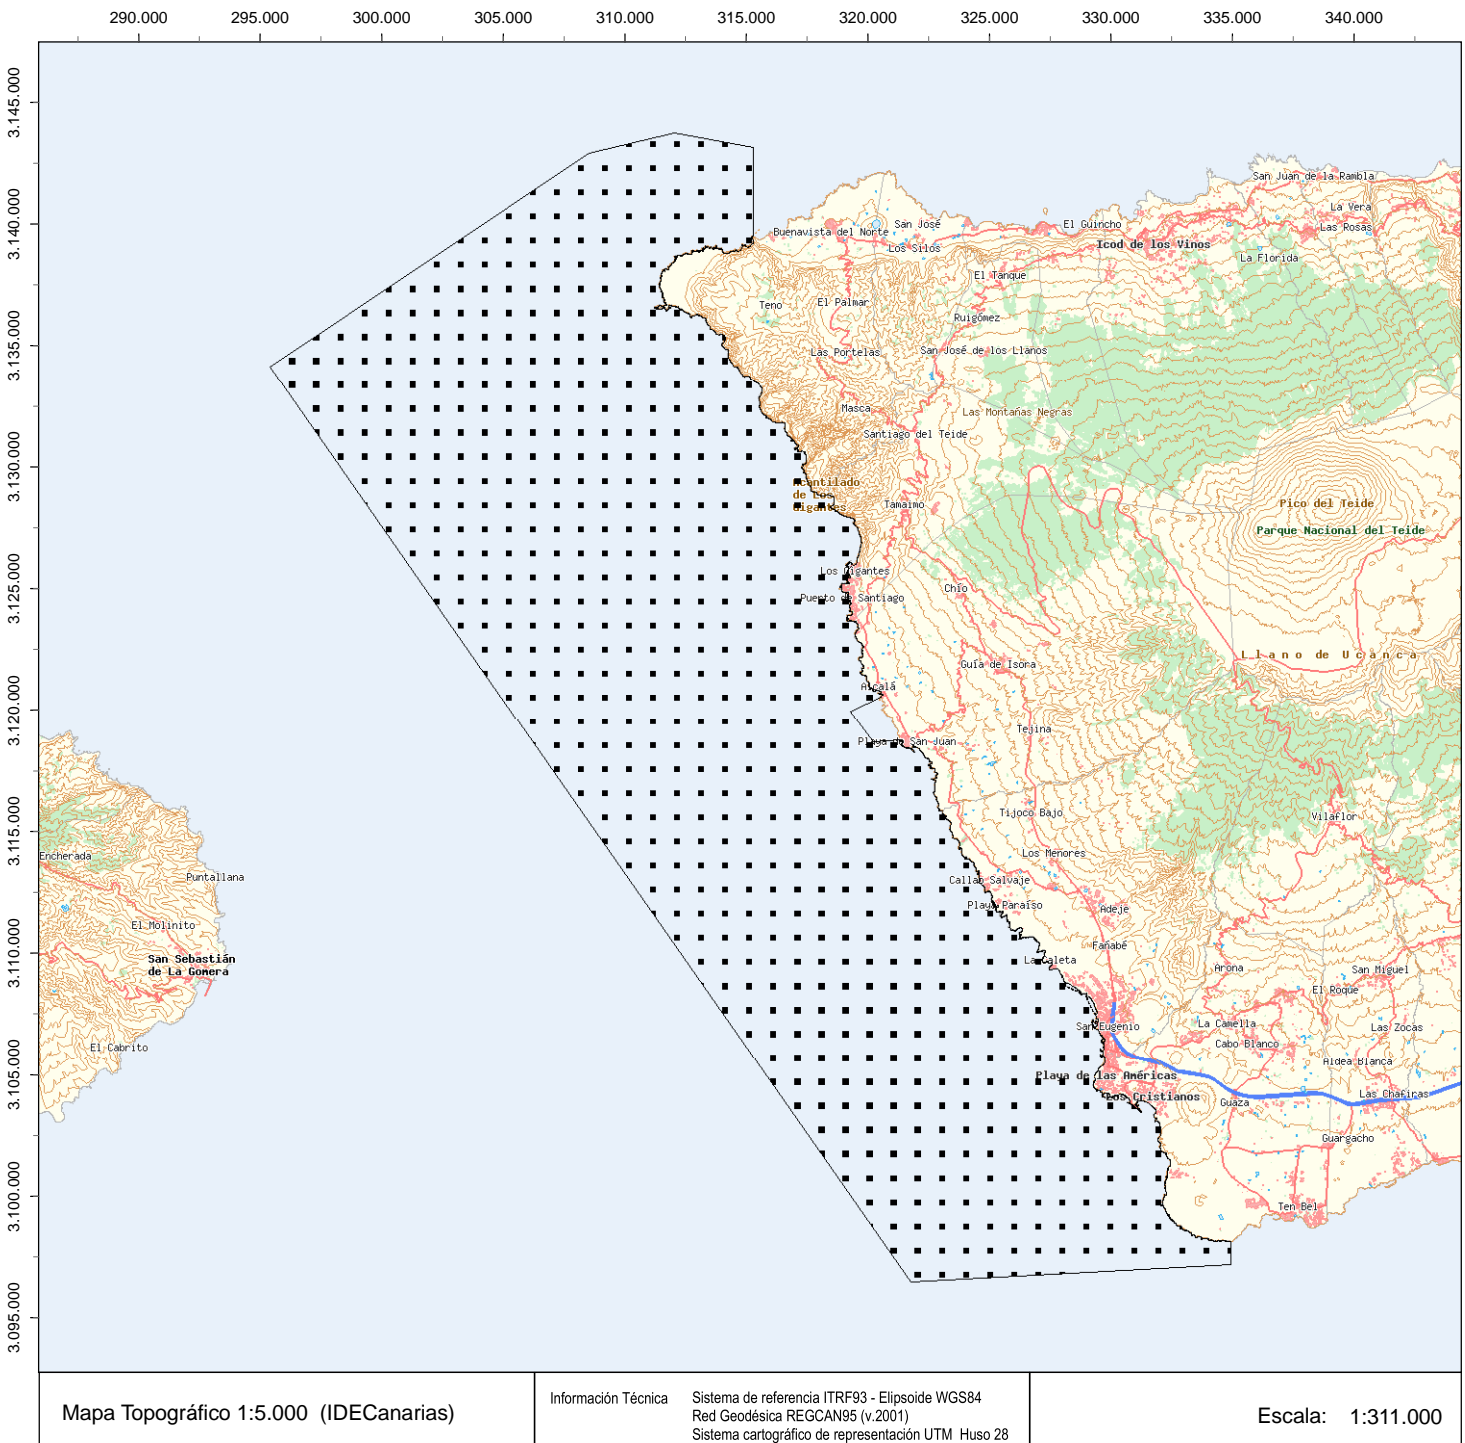 290.000 295.000 300.000 305.000 310.000 315.000 320.000 325.000 330.000 335.000 340.000
3.145.000
3.140.000
3.135.000
3.130.000
3.125.000
3.120.000
3.115.000
3.110.000
3.105.000
3.100.000
3.095.000
San Juan de la Rambla
La Vera
San José
El Guincho
Las Rosas
Buenavista del Norte
Los Silos
Icod de los Vinos
La Florida
El Tanque
Teno
El Palmar
Ruigómez
Las Portelas
San José de los Llanos
Masca
Las Montañas Negras
Santiago del Teide
Acantilado
de Los
Gigantes
Tamaimo
Pico del Teide
Parque Nacional del Teide
Los Gigantes
Chío
Puerto de Santiago
Llano de Ucanca
Guía de Isora
Alcalá
Tejina
Playa de San Juan
Tijoco Bajo
Vilaflor
Los Menores
Encherada
Puntallana
Callao Salvaje
Playa Paraíso
Adeje
El Molinito
Fañabé
San Sebastián
de La Gomera
La Caleta
Arona
San Miguel
El Roque
San Eugenio
La Camella
Las Zocas
El Cabrito
Cabo Blanco
Aldea Blanca
Playa de las Américas
Los Cristianos
Guaza
Las Chafiras
Guargacho
Ten Bel
Mapa Topográfico 1:5.000 (IDECanarias)
Información Técnica
Sistema de referencia ITRF93 - Elipsoide WGS84
Red Geodésica REGCAN95 (v.2001)
Sistema cartográfico de representación UTM Huso 28
Escala: 1:311.000